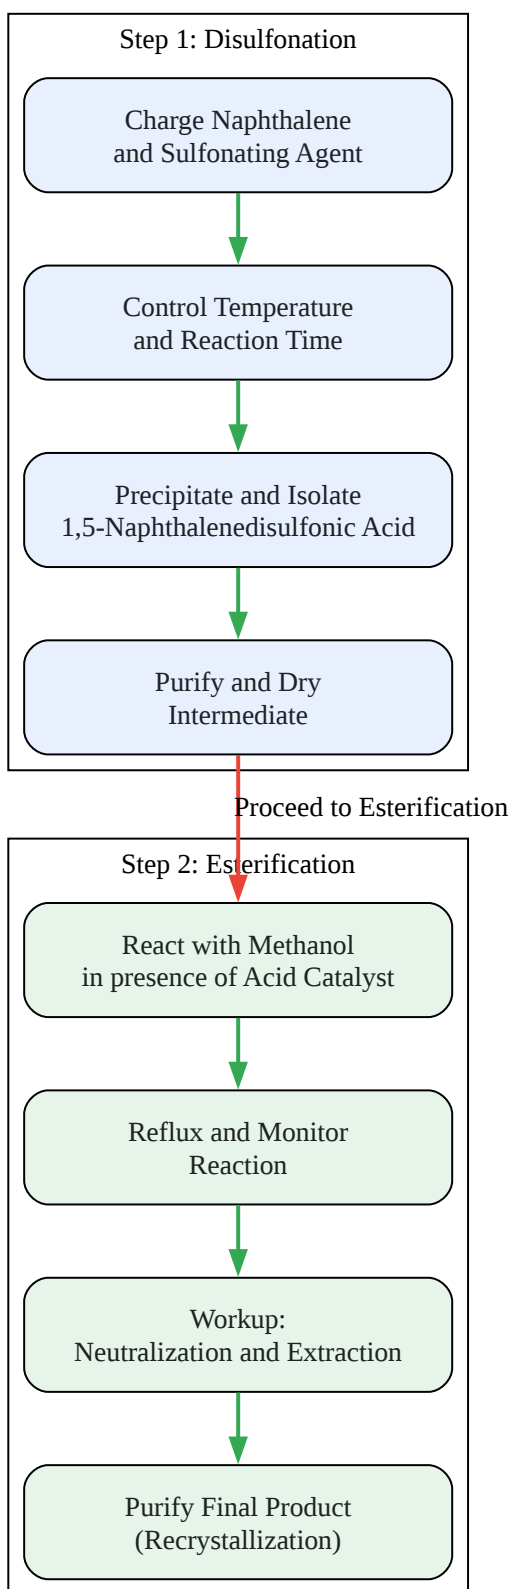 Step 1: Disulfonation
Charge Naphthalene
and Sulfonating Agent
Control Temperature
and Reaction Time
Precipitate and Isolate
1,5-Naphthalenedisulfonic Acid
Purify and Dry
Intermediate
Proceed to Esterification
Step 2: Esterification
React with Methanol
in presence of Acid Catalyst
Reflux and Monitor
Reaction
Workup:
Neutralization and Extraction
Purify Final Product
(Recrystallization)